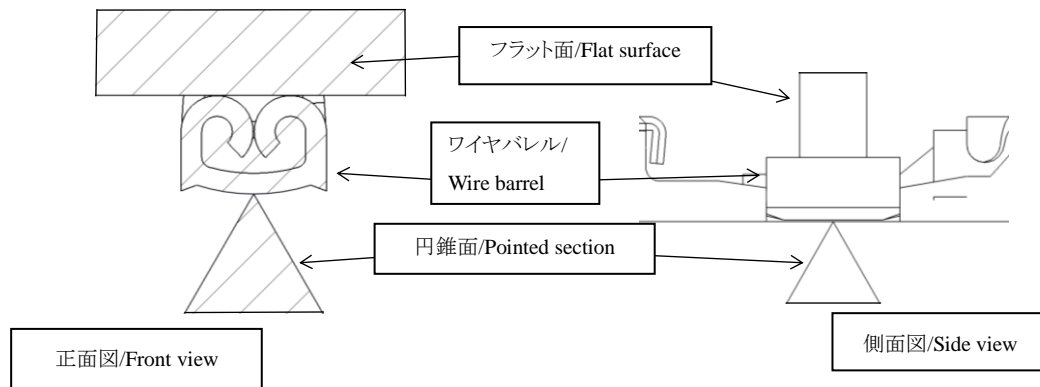 フラット面/Flat surface
ワイヤバレル/
Wire barrel
円錐面/Pointed section
正面図/Front view
側面図/Side view